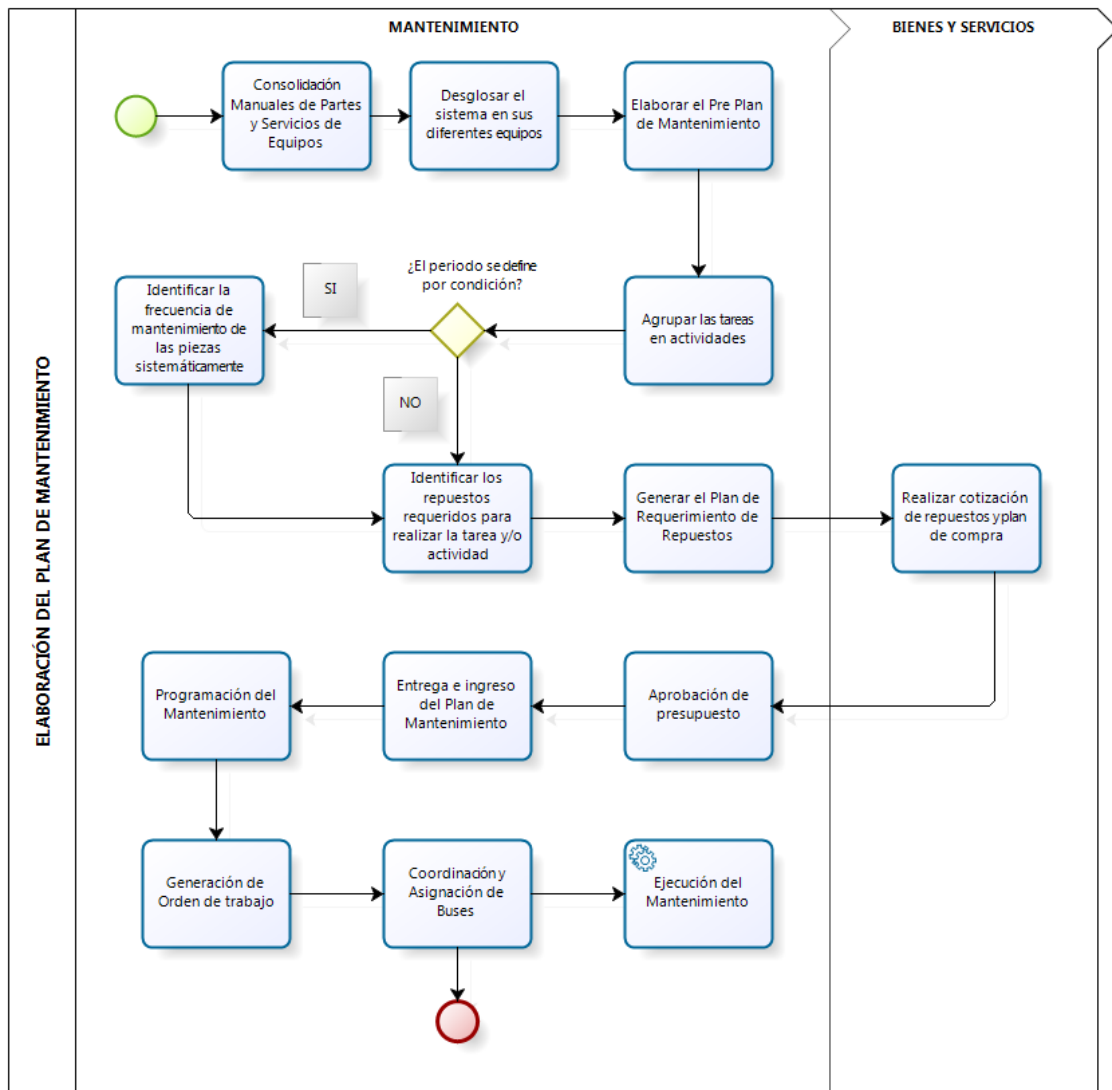 MANTENIMIENTO
BIENES Y SERVICIOS
ELABORACIÓN DEL PLAN DE MANTENIMIENTO
Consolidación
Manuales de Partes
y Servicios de
Equipos
Desglosar el
sistema en sus
diferentes equipos
Elaborar el Pre Plan
de Mantenimiento
Agrupar las tareas
en actividades
¿El periodo se define
por condición?
SI
Identificar la
frecuencia de
mantenimiento de
las piezas
sistemáticamente
NO
Identificar los
repuestos
requeridos para
realizar la tarea y/o
actividad
Generar el Plan de
Requerimiento de
Repuestos
Realizar cotización
de repuestos y plan
de compra
Aprobación de
presupuesto
Entrega e ingreso
del Plan de
Mantenimiento
Programación del
Mantenimiento
Generación de
Orden de trabajo
Coordinación y
Asignación de
Buses
Ejecución del
Mantenimiento